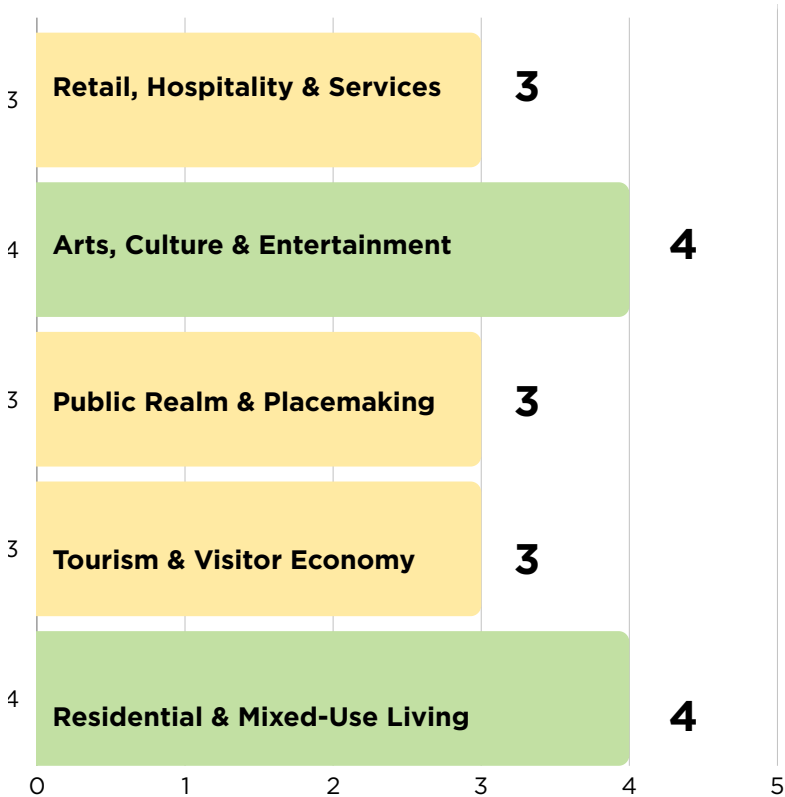 3 Retail, Hospitality & Services 3
4 Arts, Culture & Entertainment 4
3 Public Realm & Placemaking 3
3 Tourism & Visitor Economy 3
4 Residential & Mixed-Use Living 4
0 1 2 3 4 5